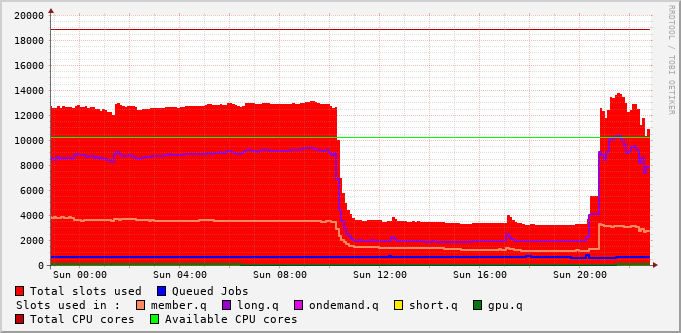 20000
18000
16000
14000
12000
10000
8000
6000
4000
2000
0
Sun 00:00 Sun 04:00 Sun 08:00 Sun 12:00 Sun 16:00 Sun 20:00
Total slots used Queued Jobs
Slots used in : member.q long.q ondemand.q short.q gpu.q
Total CPU cores Available CPU cores
RRDTOOL / TOBI OETIKER